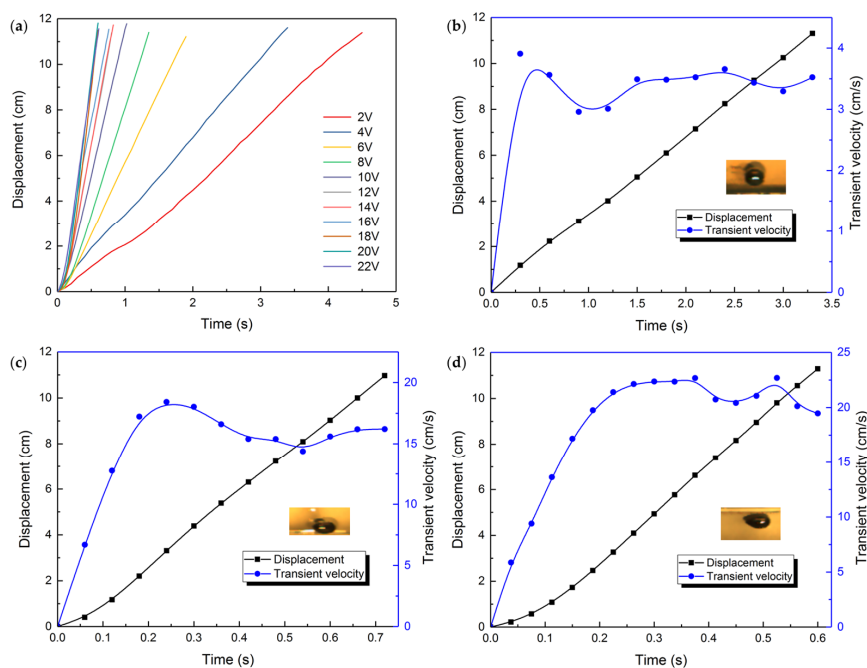 (a)
12
10
8
6
4
2
0
Displacement (cm)
0 1 2 3 4 5
Time (s)
2V
4V
6V
8V
10V
12V
14V
16V
18V
20V
22V
(b)
12
10
8
6
4
2
0
Displacement (cm)
0.0 0.5 1.0 1.5 2.0 2.5 3.0 3.5
Time (s)
4
3
2
1
0
Transient velocity (cm/s)
Displacement
Transient velocity
(c)
12
10
8
6
4
2
0
Displacement (cm)
0.0 0.1 0.2 0.3 0.4 0.5 0.6 0.7
Time (s)
20
15
10
5
0
Transient velocity (cm/s)
Displacement
Transient velocity
(d)
12
10
8
6
4
2
0
Displacement (cm)
0.0 0.1 0.2 0.3 0.4 0.5 0.6
Time (s)
25
20
15
10
5
0
Transient velocity (cm/s)
Displacement
Transient velocity